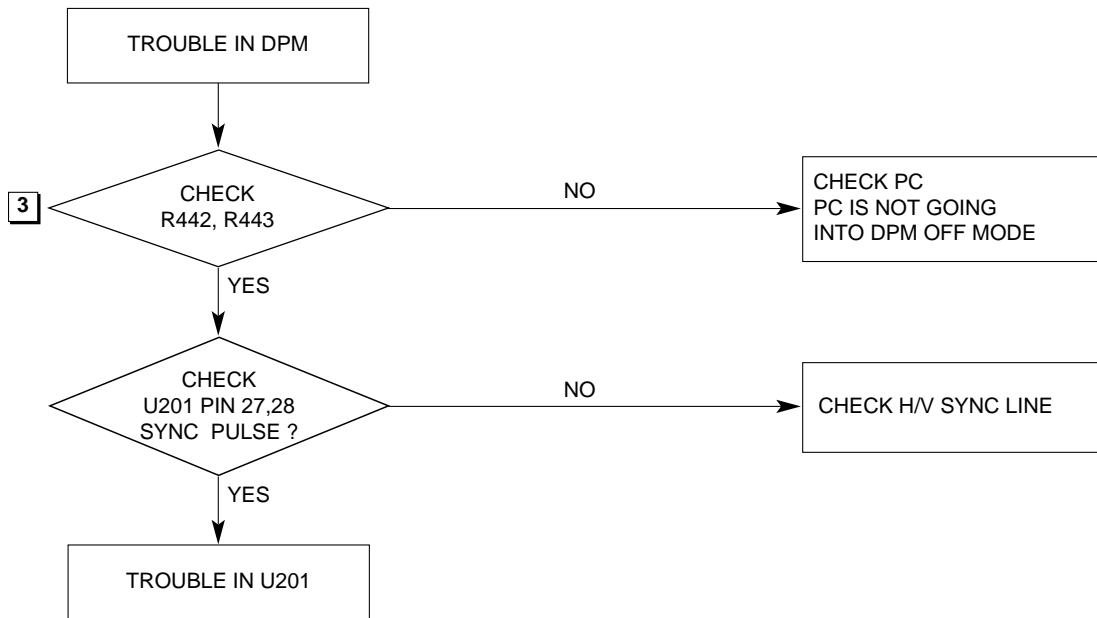 TROUBLE IN DPM
3
CHECK
R442, R443
NO
CHECK PC
PC IS NOT GOING
INTO DPM OFF MODE
YES
CHECK
U201 PIN 27,28
SYNC PULSE ?
NO
CHECK H/V SYNC LINE
YES
TROUBLE IN U201